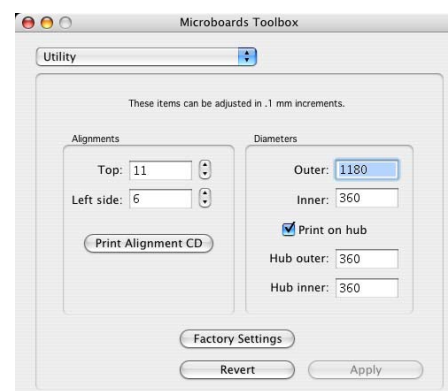 Microboards Toolbox
Utility
These items can be adjusted in .1 mm increments.
Alignments
Top: 11
Left side: 6
Print Alignment CD
Diameters
Outer: 1180
Inner: 360
Print on hub
Hub outer: 360
Hub inner: 360
Factory Settings
Revert Apply